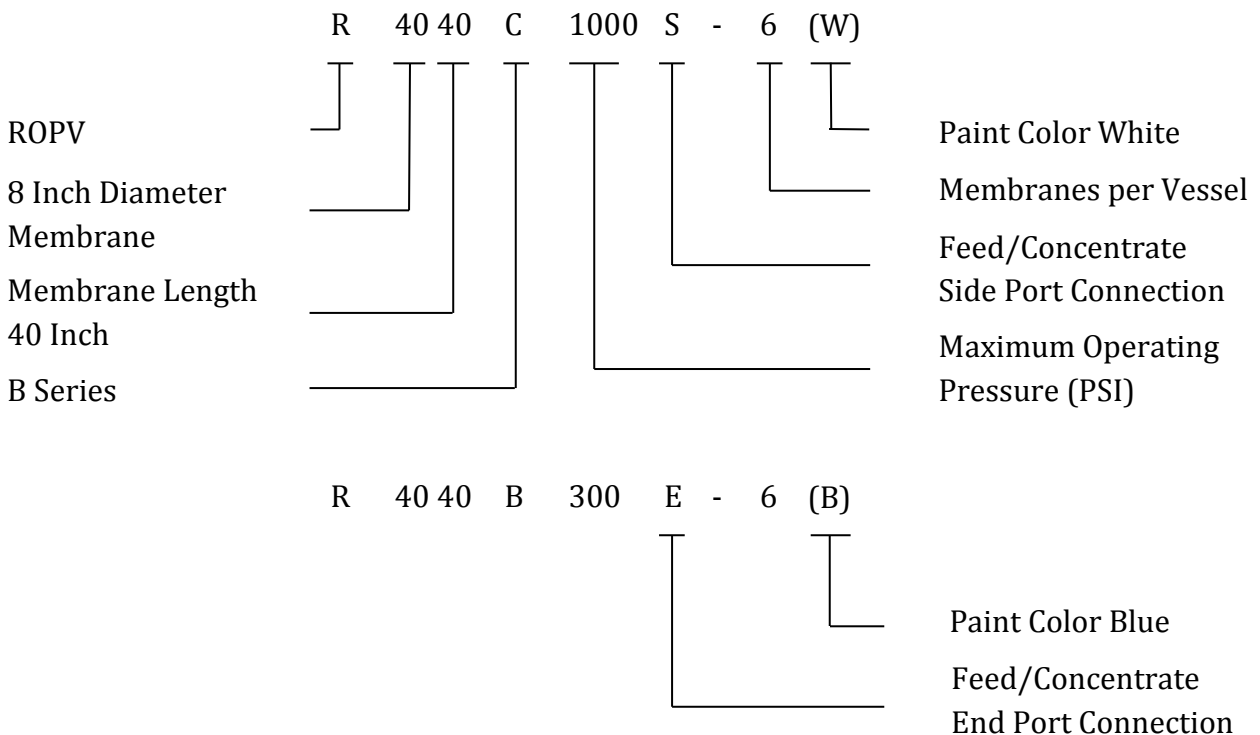 R 40 40 C 1000 S - 6 (W)
ROPV
8 Inch Diameter
Membrane
Membrane Length
40 Inch
B Series
Paint Color White
Membranes per Vessel
Feed/Concentrate
Side Port Connection
Maximum Operating
Pressure (PSI)
R 40 40 B 300 E - 6 (B)
Paint Color Blue
Feed/Concentrate
End Port Connection